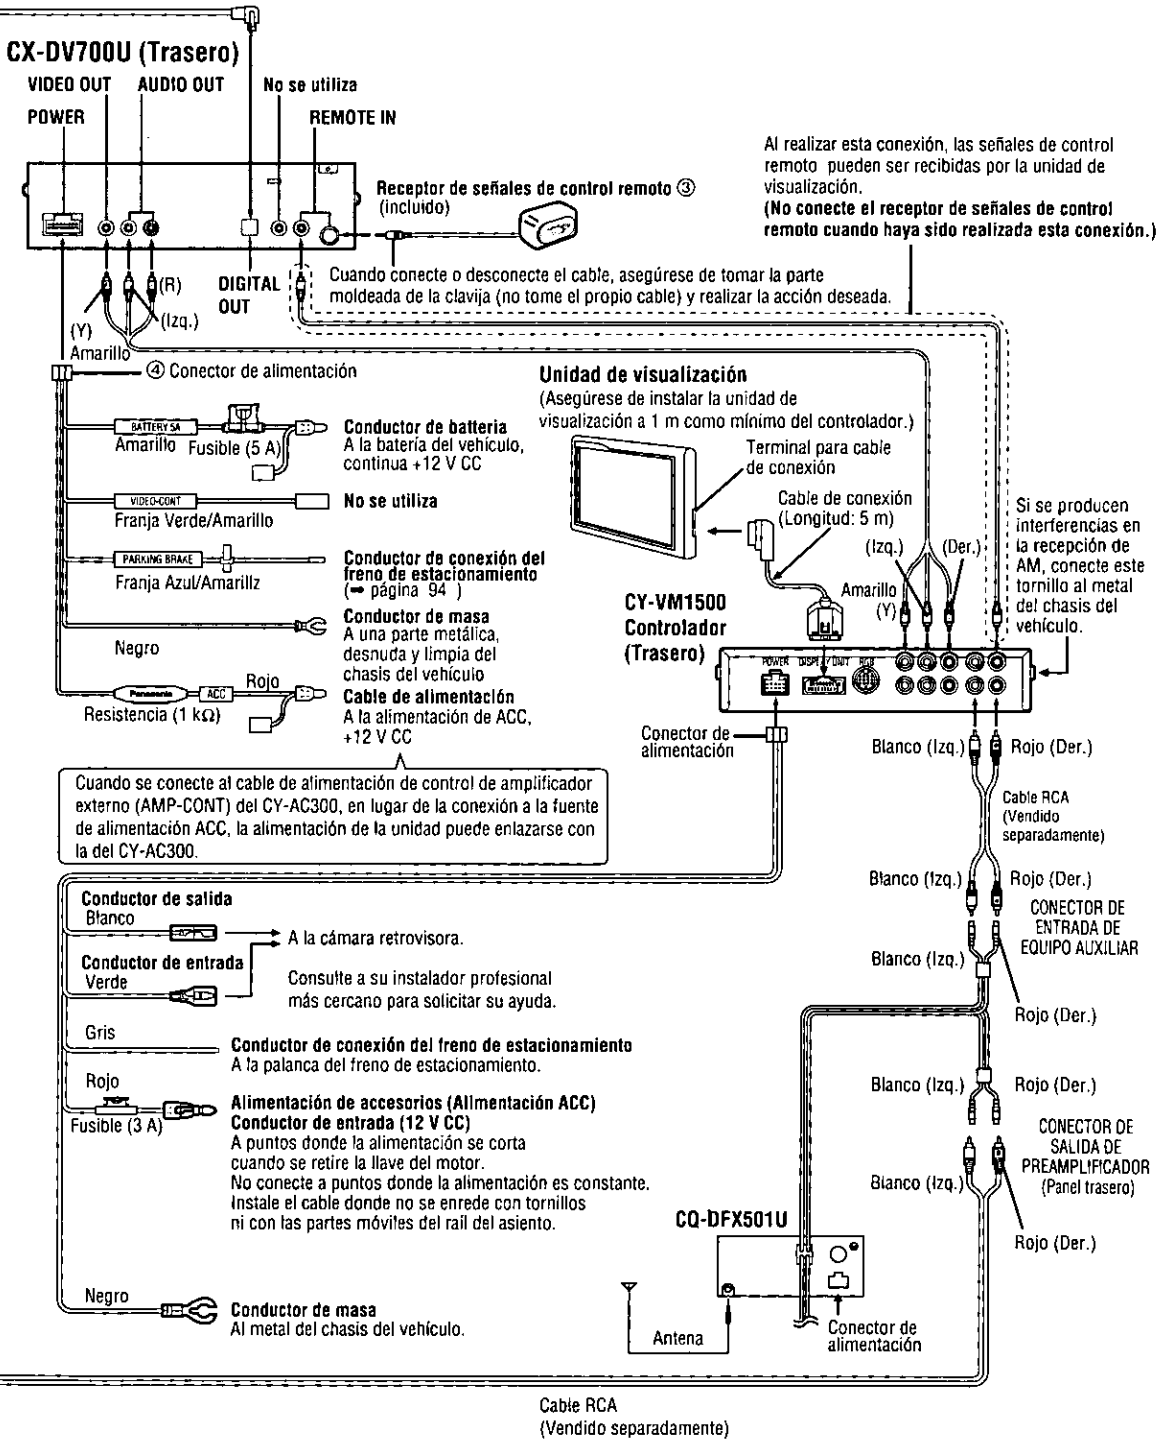 CX-DV700U (Trasero)
VIDEO OUT
AUDIO OUT
No se utiliza
POWER
REMOTE IN
Al realizar esta conexión, las señales de control
remoto pueden ser recibidas por la unidad de
visualización.
(No conecte el receptor de señales de control
remoto cuando haya sido realizada esta conexión.)
Receptor de señales de control remoto ③
(incluido)
(R)
DIGITAL
OUT
Cuando conecte o desconecte el cable, asegúrese de tomar la parte
moldeada de la clavija (no tome el propio cable) y realizar la acción deseada.
(Izq.)
(Y)
Amarillo
④ Conector de alimentación
Unidad de visualización
(Asegúrese de instalar la unidad de
visualización a 1 m como mínimo del controlador.)
Terminal para cable
de conexión
Cable de conexión
(Longitud: 5 m)
BATTERY 5A
Amarillo
Fusible (5 A)
Conductor de batteria
A la batería del vehículo,
continua +12 V CC
VIDEO-CONT
Franja Verde/Amarillo
No se utiliza
PARKING BRAKE
Franja Azul/Amarillz
Conductor de conexión del
freno de estacionamiento
(➡ página 94 )
Negro
Conductor de masa
A una parte metálica,
desnuda y limpia del
chasis del vehículo
Panasonic
ACC
Rojo
Resistencia (1 kΩ)
Cable de alimentación
A la alimentación de ACC,
+12 V CC
(Izq.)
(Der.)
Amarillo
(Y)
Si se producen
interferencias en
la recepción de
AM, conecte este
tornillo al metal
del chasis del
vehículo.
CY-VM1500
Controlador
(Trasero)
POWER
DISPLAY UNIT
RGB
Conector de
alimentación
Blanco (Izq.)
Rojo (Der.)
Cable RCA
(Vendido
separadamente)
Cuando se conecte al cable de alimentación de control de amplificador
externo (AMP-CONT) del CY-AC300, en lugar de la conexión a la fuente
de alimentación ACC, la alimentación de la unidad puede enlazarse con
la del CY-AC300.
Blanco (Izq.)
Rojo (Der.)
CONECTOR DE
ENTRADA DE
EQUIPO AUXILIAR
Blanco (Izq.)
Rojo (Der.)
Conductor de salida
Blanco
A la cámara retrovisora.
Conductor de entrada
Verde
Consulte a su instalador profesional
más cercano para solicitar su ayuda.
Gris
Conductor de conexión del freno de estacionamiento
A la palanca del freno de estacionamiento.
Rojo
Fusible (3 A)
Alimentación de accesorios (Alimentación ACC)
Conductor de entrada (12 V CC)
A puntos donde la alimentación se corta
cuando se retire la llave del motor.
No conecte a puntos donde la alimentación es constante.
Instale el cable donde no se enrede con tornillos
ni con las partes móviles del rail del asiento.
Blanco (Izq.)
Rojo (Der.)
CONECTOR DE
SALIDA DE
PREAMPLIFICADOR
(Panel trasero)
Blanco (Izq.)
Rojo (Der.)
CQ-DFX501U
Negro
Conductor de masa
Al metal del chasis del vehículo.
Antena
Conector de
alimentación
Cable RCA
(Vendido separadamente)